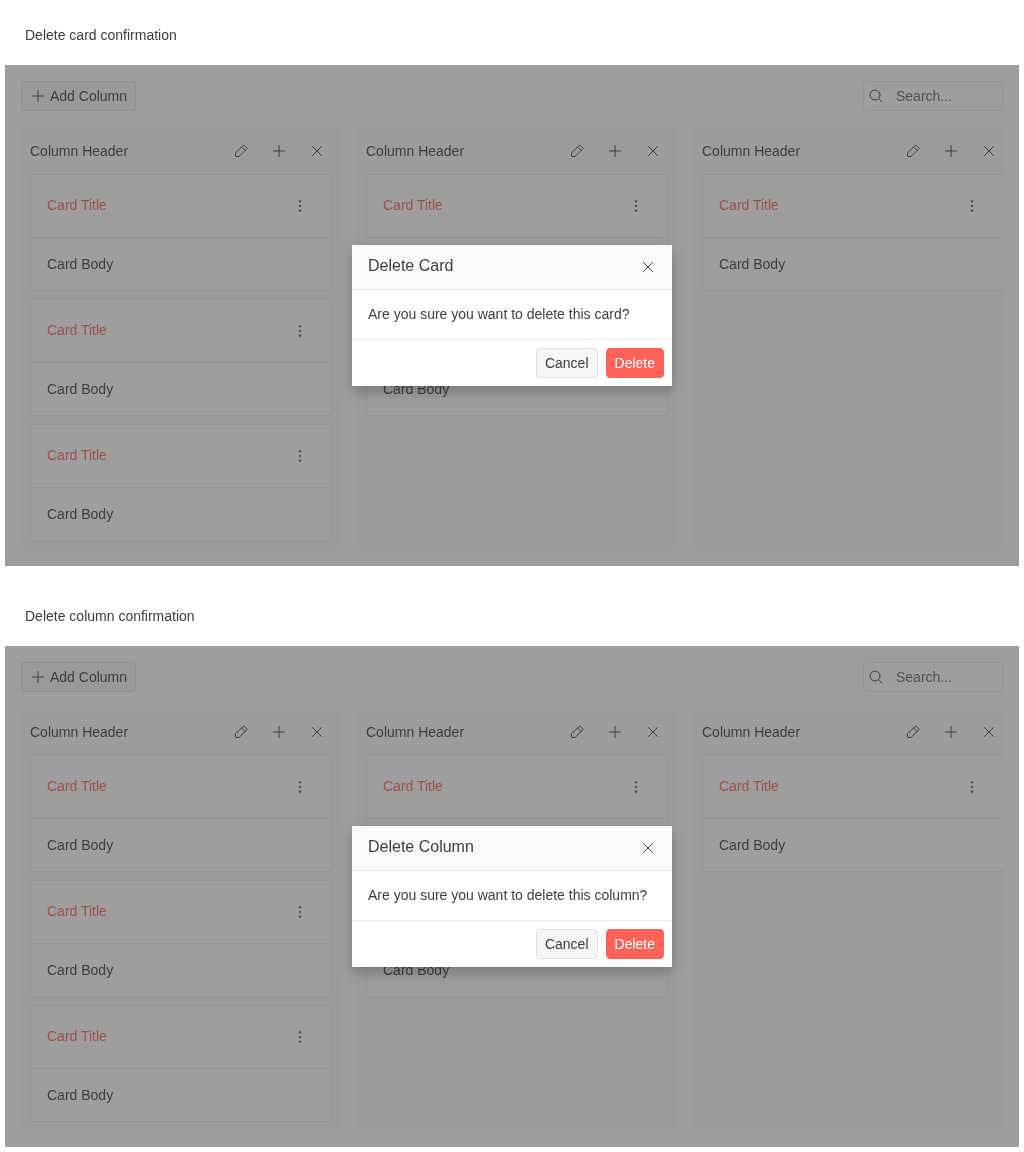 Delete card confirmation
Add Column
Search...
Column Header
Column Header
Column Header
Card Title
Card Title
Card Title
Card Body
Card Body
Delete Card
Are you sure you want to delete this card?
Cancel
Delete
Card Title
Card Body
Card Body
Card Title
Card Body
Delete column confirmation
Add Column
Search...
Column Header
Column Header
Column Header
Card Title
Card Title
Card Title
Card Body
Card Body
Delete Column
Are you sure you want to delete this column?
Cancel
Delete
Card Title
Card Body
Card Body
Card Title
Card Body